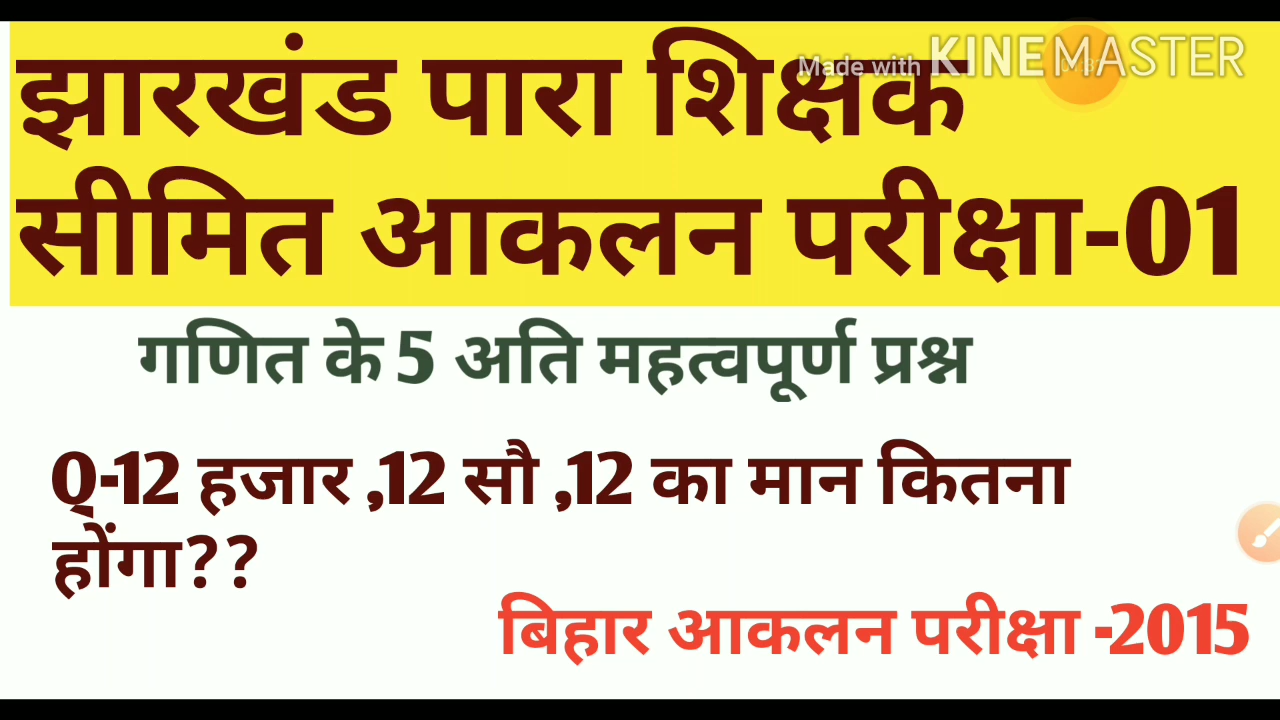 Made with KINEMASTER
झारखंड पारा शिक्षक
सीमित आकलन परीक्षा-01
गणित के 5 अति महत्वपूर्ण प्रश्न
Q-12 हजार ,12 सौ ,12 का मान कितना
होंगा??
बिहार आकलन परीक्षा -2015